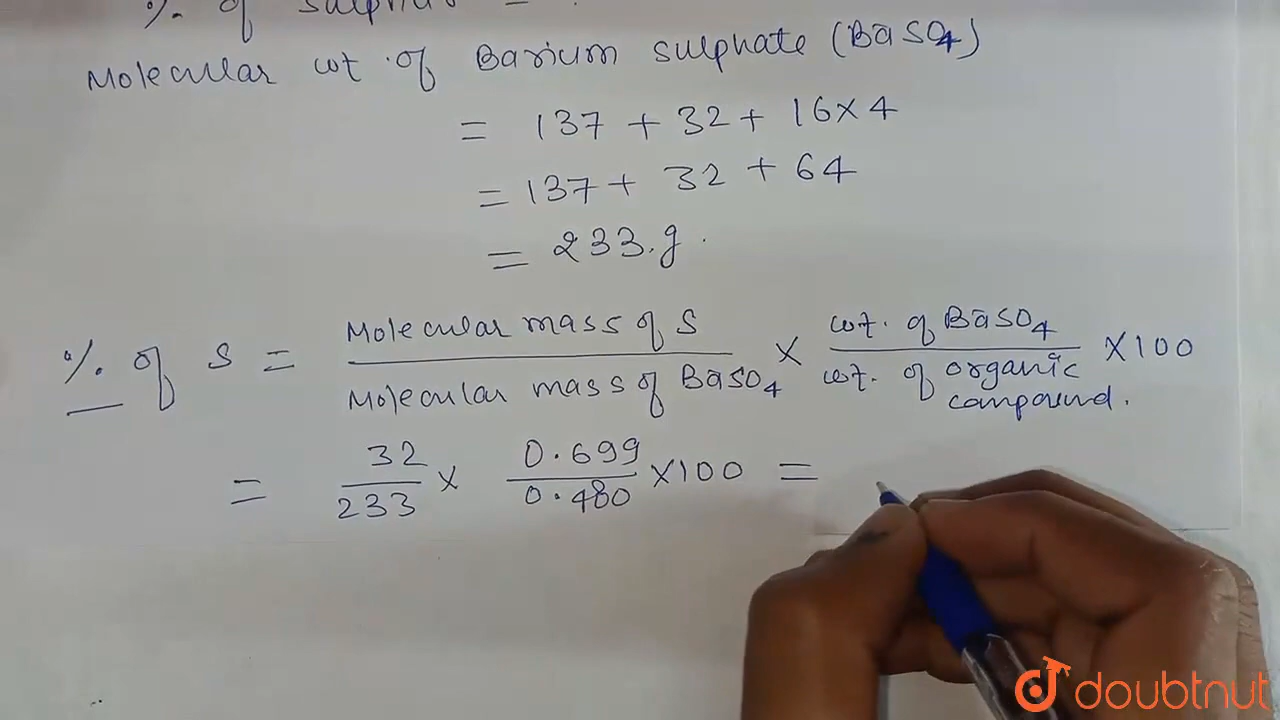 % of sulphur = ?
Molecular wt. of Barium sulphate (BaSO4)
= 137 + 32 + 16×4
= 137 + 32 + 64
= 233.g.
% of S = Molecular mass of S / Molecular mass of BaSO4 × wt. of BaSO4 / wt. of organic compound. ×100
= 32/233 × 0.699/0.480 ×100 =
doubtnut